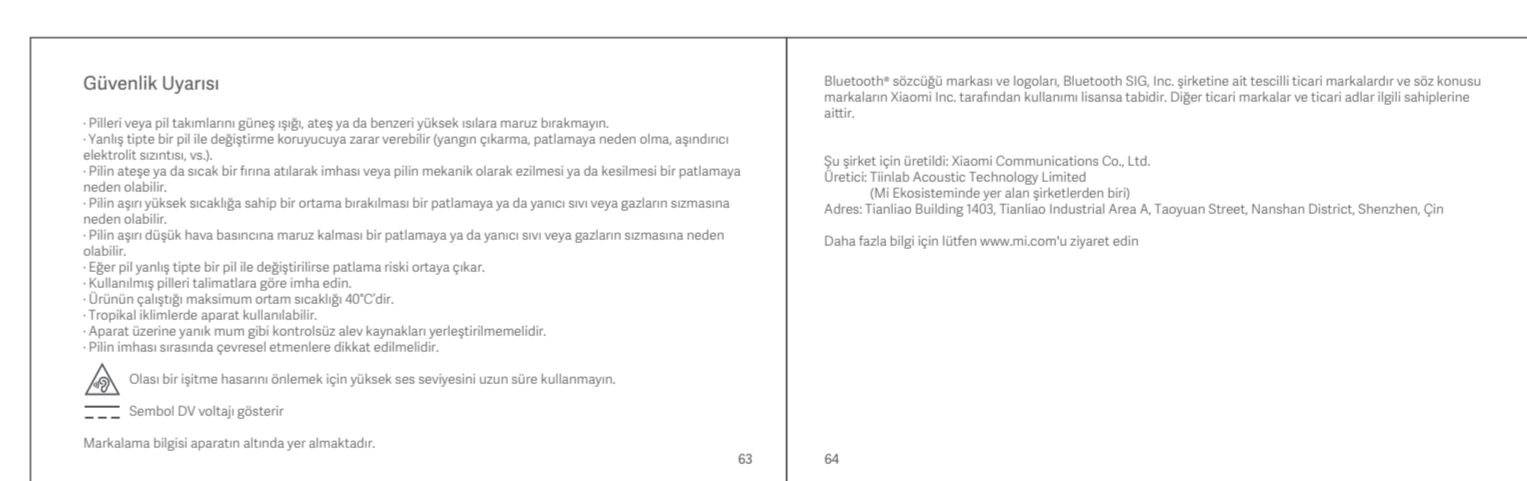 Güvenlik Uyarısı
· Pilleri veya pil takımlarını güneş ışığı, ateş ya da benzeri yüksek ısılara maruz bırakmayın.
· Yanlış tipte bir pil ile değiştirme koruyucuya zarar verebilir (yangın çıkarma, patlamaya neden olma, aşındırıcı
elektrolit sızıntısı, vs.).
· Pilin ateşe ya da sıcak bir fırına atılarak imhası veya pilin mekanik olarak ezilmesi ya da kesilmesi bir patlamaya
neden olabilir.
· Pilin aşırı yüksek sıcaklığa sahip bir ortama bırakılması bir patlamaya ya da yanıcı sıvı veya gazların sızmasına
neden olabilir.
· Pilin aşırı düşük hava basıncına maruz kalması bir patlamaya ya da yanıcı sıvı veya gazların sızmasına neden
olabilir.
· Eğer pil yanlış tipte bir pil ile değiştirilirse patlama riski ortaya çıkar.
· Kullanılmış pilleri talimatlara göre imha edin.
· Ürünün çalıştığı maksimum ortam sıcaklığı 40°C'dir.
· Tropikal iklimlerde aparat kullanılabilir.
· Aparat üzerine yanık mum gibi kontrolsüz alev kaynakları yerleştirilmemelidir.
· Pilin imhası sırasında çevresel etmenlere dikkat edilmelidir.
Olası bir işitme hasarını önlemek için yüksek ses seviyesini uzun süre kullanmayın.
Sembol DV voltajı gösterir
Markalama bilgisi aparatın altında yer almaktadır.
63
Bluetooth® sözcüğü markası ve logoları, Bluetooth SIG, Inc. şirketine ait tescilli ticari markalardır ve söz konusu
markaların Xiaomi Inc. tarafından kullanımı lisansa tabidir. Diğer ticari markalar ve ticari adlar ilgili sahiplerine
aittir.
Şu şirket için üretildi: Xiaomi Communications Co., Ltd.
Üretici: Tiinlab Acoustic Technology Limited
(Mi Ekosisteminde yer alan şirketlerden biri)
Adres: Tianliao Building 1403, Tianliao Industrial Area A, Taoyuan Street, Nanshan District, Shenzhen, Çin
Daha fazla bilgi için lütfen www.mi.com'u ziyaret edin
64